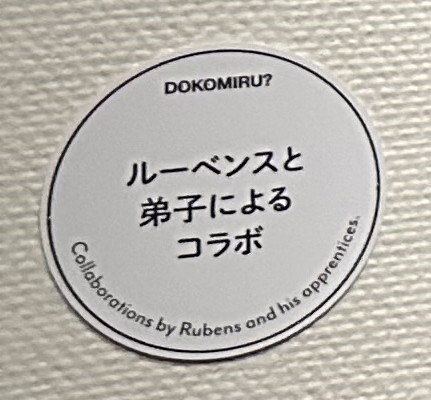 DOKOMIRU?
ルーベンスと
弟子による
コラボ
Collaborations by Rubens and his apprentices.